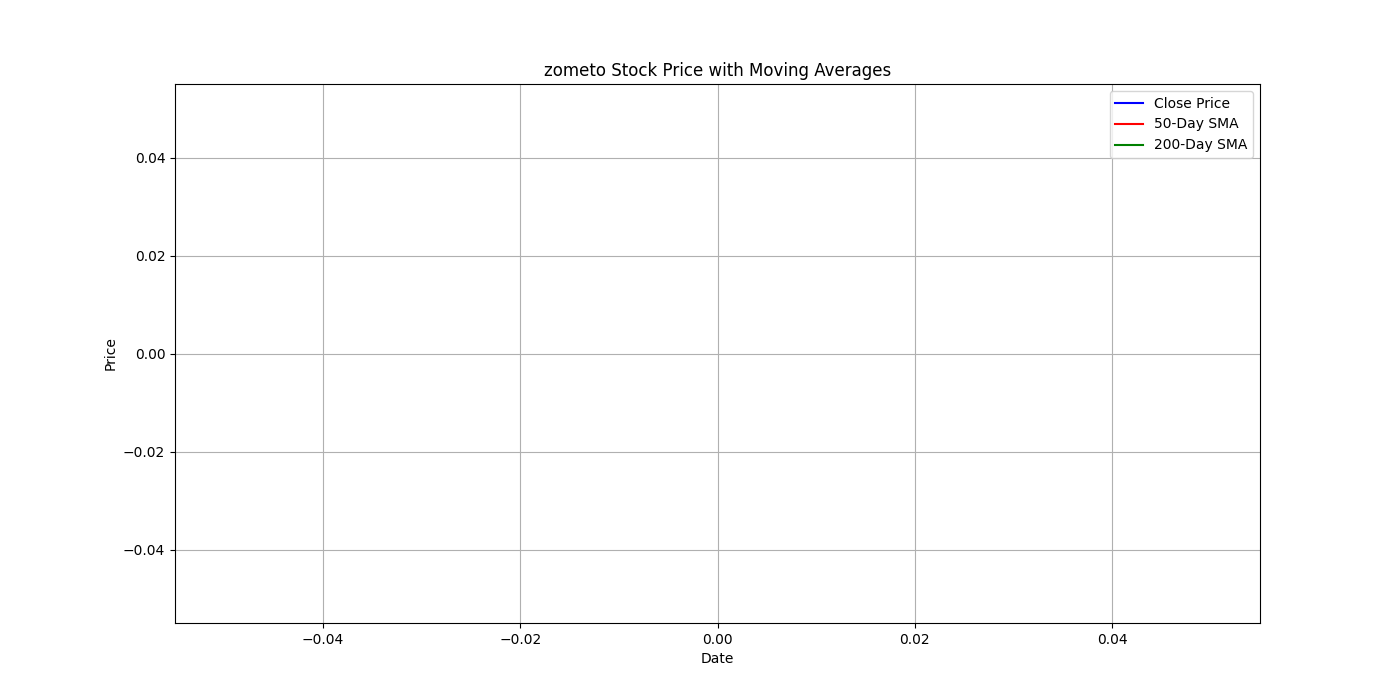 zometo Stock Price with Moving Averages
Close Price
50-Day SMA
200-Day SMA
0.04
0.02
0.00
−0.02
−0.04
Price
−0.04
−0.02
0.00
0.02
0.04
Date